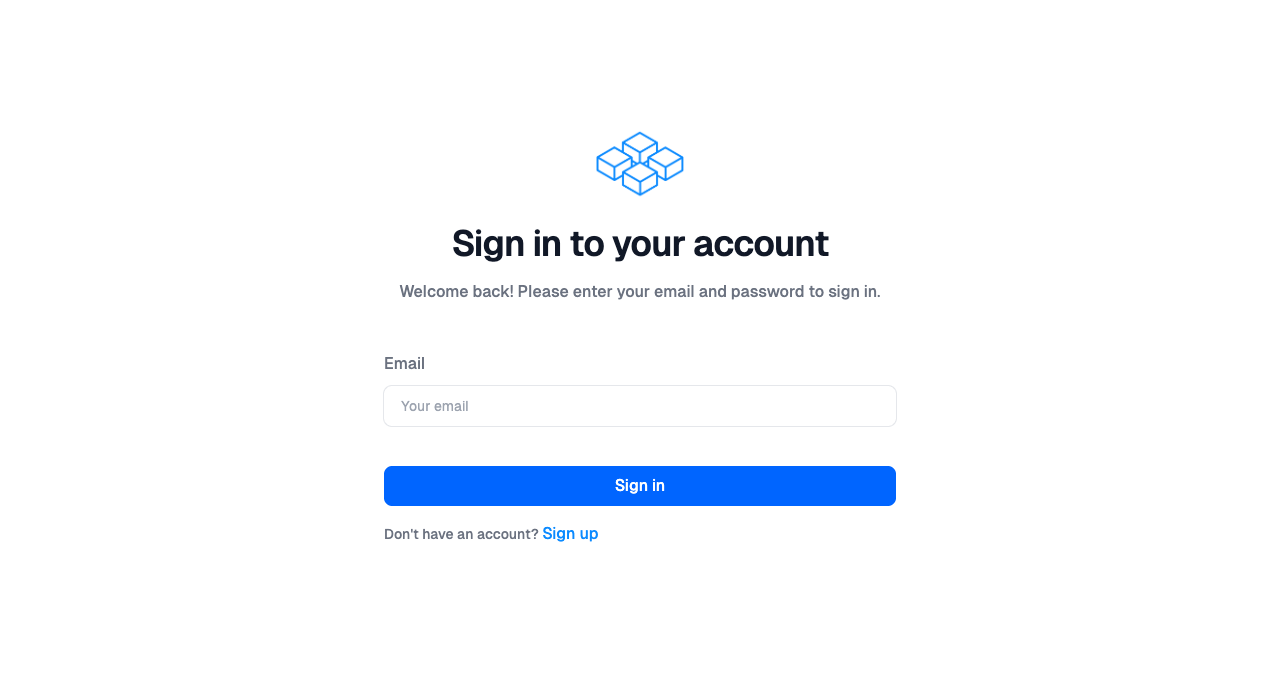 Sign in to your account
Welcome back! Please enter your email and password to sign in.
Email
Your email
Sign in
Don't have an account? Sign up